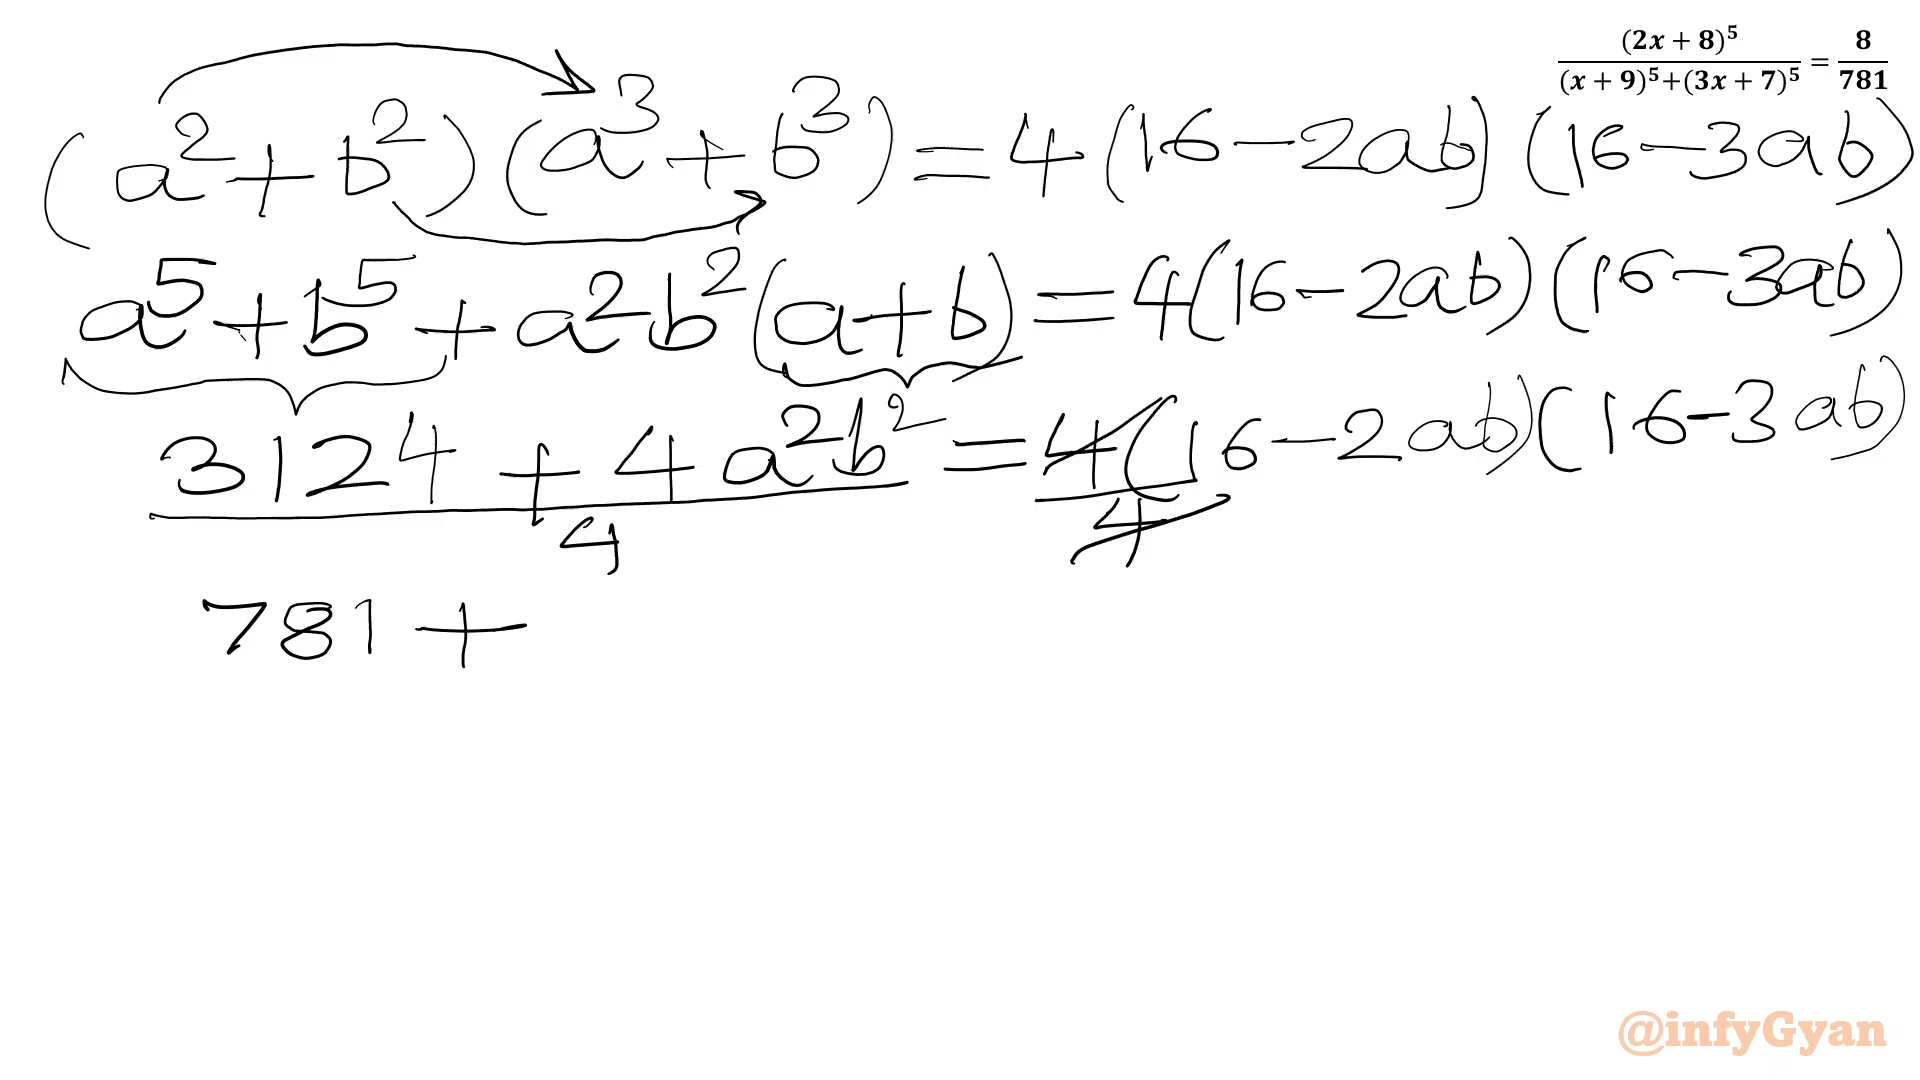 (2x + 8)⁵ / (x + 9)⁵+(3x + 7)⁵ = 8/781
(a² + b²)(a³ + b³) = 4(16 - 2ab)(16 - 3ab)
a⁵ + b⁵ + a²b²(a + b) = 4(16 - 2ab)(16 - 3ab)
3124 + 4a²b² = 4(16 - 2ab)(16 - 3ab)
4 4
781 +
@infyGyan